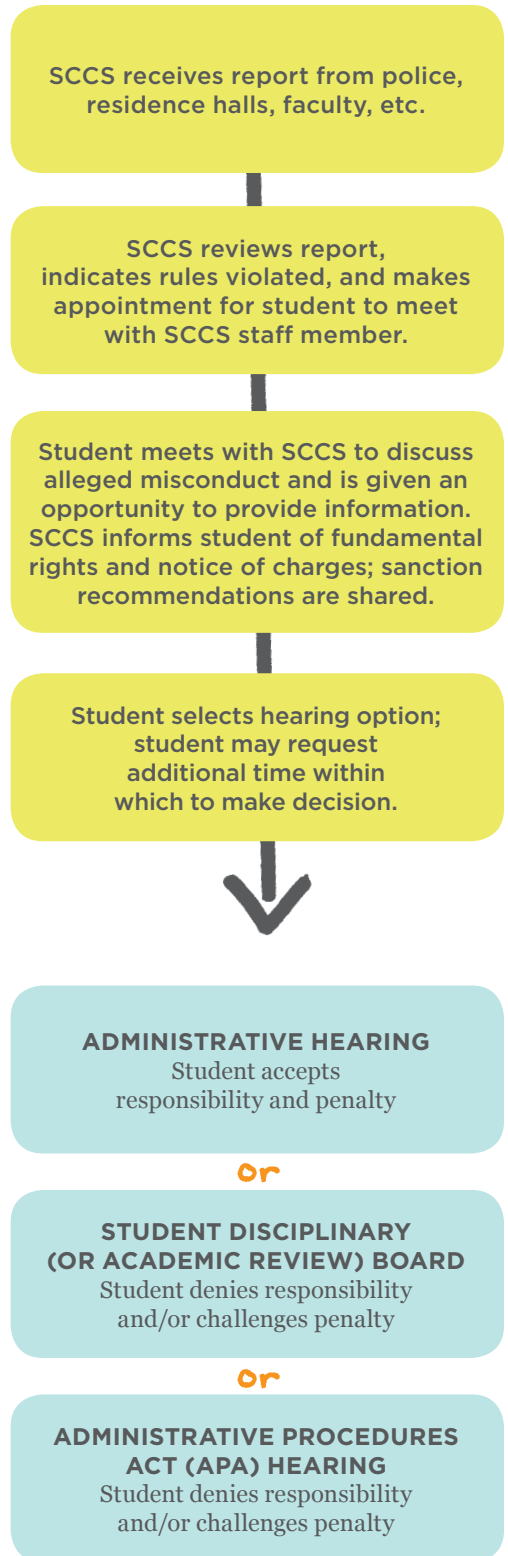 SCCS receives report from police,
residence halls, faculty, etc.
SCCS reviews report,
indicates rules violated, and makes
appointment for student to meet
with SCCS staff member.
Student meets with SCCS to discuss
alleged misconduct and is given an
opportunity to provide information.
SCCS informs student of fundamental
rights and notice of charges; sanction
recommendations are shared.
Student selects hearing option;
student may request
additional time within
which to make decision.
ADMINISTRATIVE HEARING
Student accepts
responsibility and penalty
or
STUDENT DISCIPLINARY
(OR ACADEMIC REVIEW) BOARD
Student denies responsibility
and/or challenges penalty
or
ADMINISTRATIVE PROCEDURES
ACT (APA) HEARING
Student denies responsibility
and/or challenges penalty